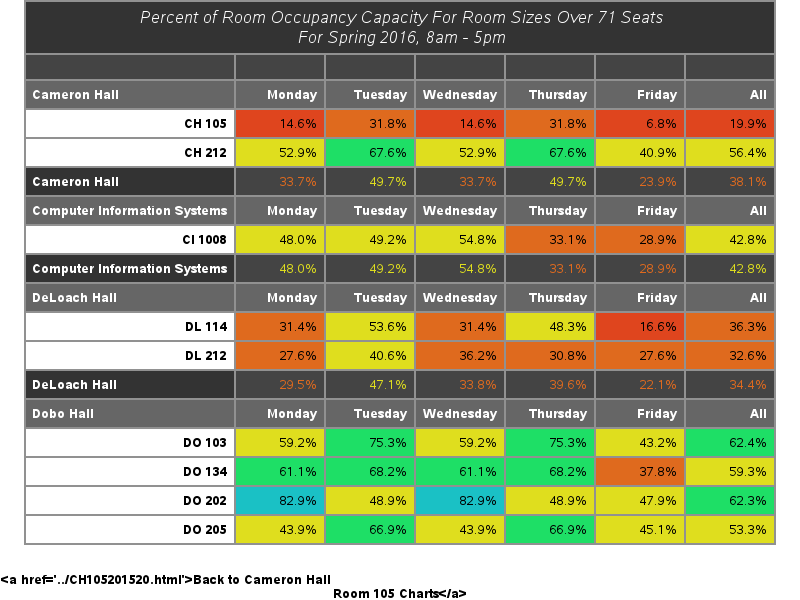 Percent of Room Occupancy Capacity For Room Sizes Over 71 Seats
For Spring 2016, 8am - 5pm
Cameron Hall Monday Tuesday Wednesday Thursday Friday All
CH 105 14.6% 31.8% 14.6% 31.8% 6.8% 19.9%
CH 212 52.9% 67.6% 52.9% 67.6% 40.9% 56.4%
Cameron Hall 33.7% 49.7% 33.7% 49.7% 23.9% 38.1%
Computer Information Systems Monday Tuesday Wednesday Thursday Friday All
CI 1008 48.0% 49.2% 54.8% 33.1% 28.9% 42.8%
Computer Information Systems 48.0% 49.2% 54.8% 33.1% 28.9% 42.8%
DeLoach Hall Monday Tuesday Wednesday Thursday Friday All
DL 114 31.4% 53.6% 31.4% 48.3% 16.6% 36.3%
DL 212 27.6% 40.6% 36.2% 30.8% 27.6% 32.6%
DeLoach Hall 29.5% 47.1% 33.8% 39.6% 22.1% 34.4%
Dobo Hall Monday Tuesday Wednesday Thursday Friday All
DO 103 59.2% 75.3% 59.2% 75.3% 43.2% 62.4%
DO 134 61.1% 68.2% 61.1% 68.2% 37.8% 59.3%
DO 202 82.9% 48.9% 82.9% 48.9% 47.9% 62.3%
DO 205 43.9% 66.9% 43.9% 66.9% 45.1% 53.3%
<a href='../CH105201520.html'>Back to Cameron Hall
Room 105 Charts</a>